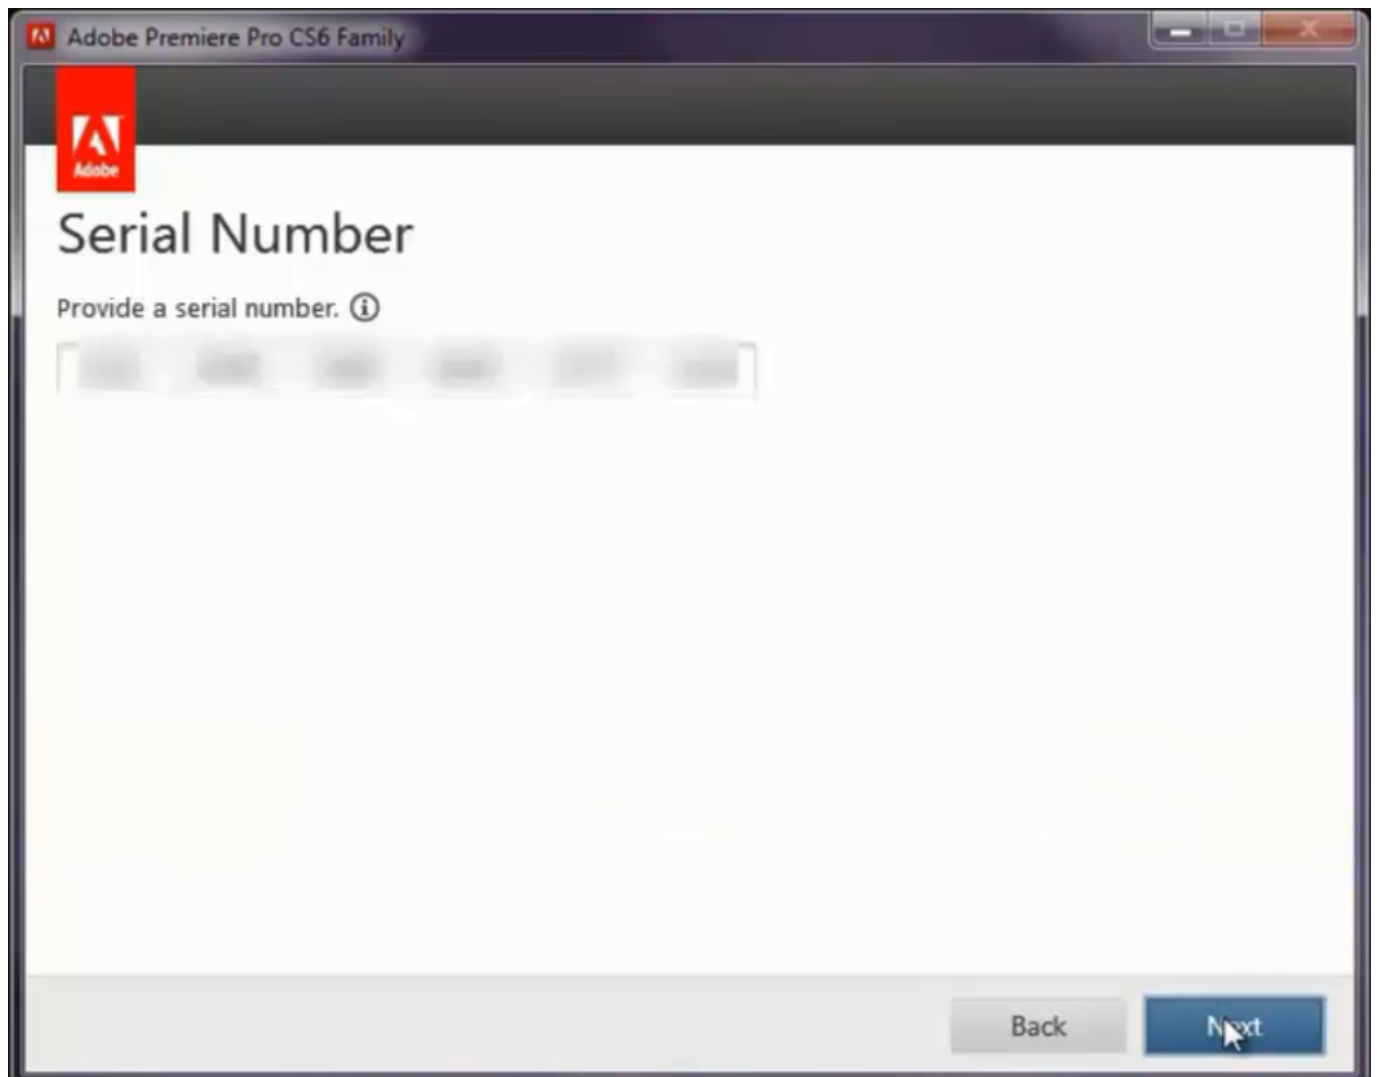 Adobe Premiere Pro CS6 Family
Adobe
Serial Number
Provide a serial number.
Back
Next